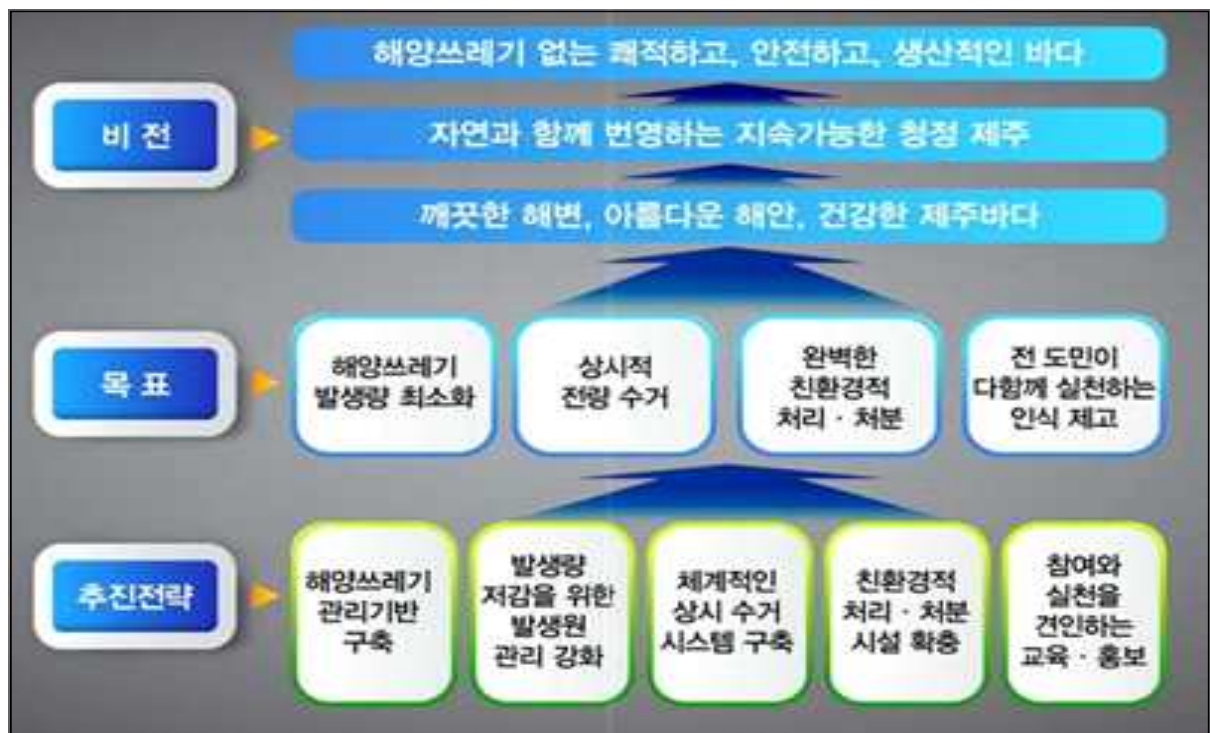 해양쓰레기 없는 쾌적하고, 안전하고, 생산적인 바다
비 전
자연과 함께 번영하는 지속가능한 청정 제주
깨끗한 해변, 아름다운 해안, 건강한 제주바다
목 표
해양쓰레기
발생량 최소화
상시적
전량 수거
완벽한
친환경적
처리 · 처분
전 도민이
다함께 실천하는
인식 제고
추진전략
해양쓰레기
관리기반
구축
발생량
저감을 위한
발생원
관리 강화
체계적인
상시 수거
시스템 구축
친환경적
처리 · 처분
시설 확충
참여와
실천을
견인하는
교육 · 홍보